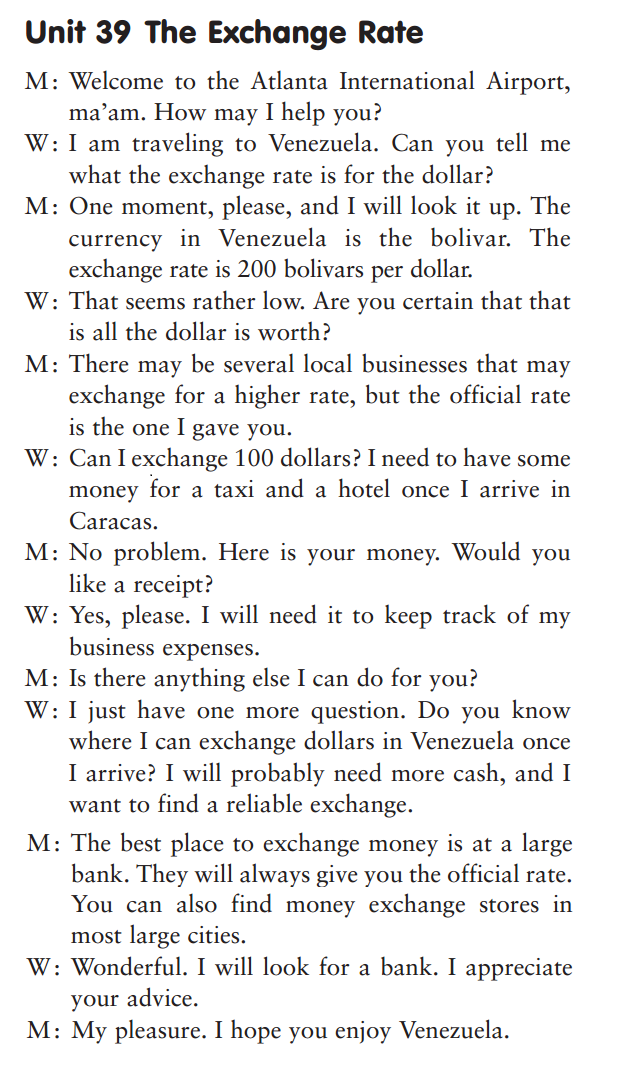 Unit 39 The Exchange Rate
M: Welcome to the Atlanta International Airport,
ma'am. How may I help you?
W: I am traveling to Venezuela. Can you tell me
what the exchange rate is for the dollar?
M: One moment, please, and I will look it up. The
currency in Venezuela is the bolivar. The
exchange rate is 200 bolivars per dollar.
W: That seems rather low. Are you certain that that
is all the dollar is worth?
M: There may be several local businesses that may
exchange for a higher rate, but the official rate
is the one I gave you.
W: Can I exchange 100 dollars? I need to have some
money for a taxi and a hotel once I arrive in
Caracas.
M: No problem. Here is your money. Would you
like a receipt?
W: Yes, please. I will need it to keep track of my
business expenses.
M: Is there anything else I can do for you?
W: I just have one more question. Do you know
where I can exchange dollars in Venezuela once
I arrive? I will probably need more cash, and I
want to find a reliable exchange.
M: The best place to exchange money is at a large
bank. They will always give you the official rate.
You can also find money exchange stores in
most large cities.
W: Wonderful. I will look for a bank. I appreciate
your advice.
M: My pleasure. I hope you enjoy Venezuela.